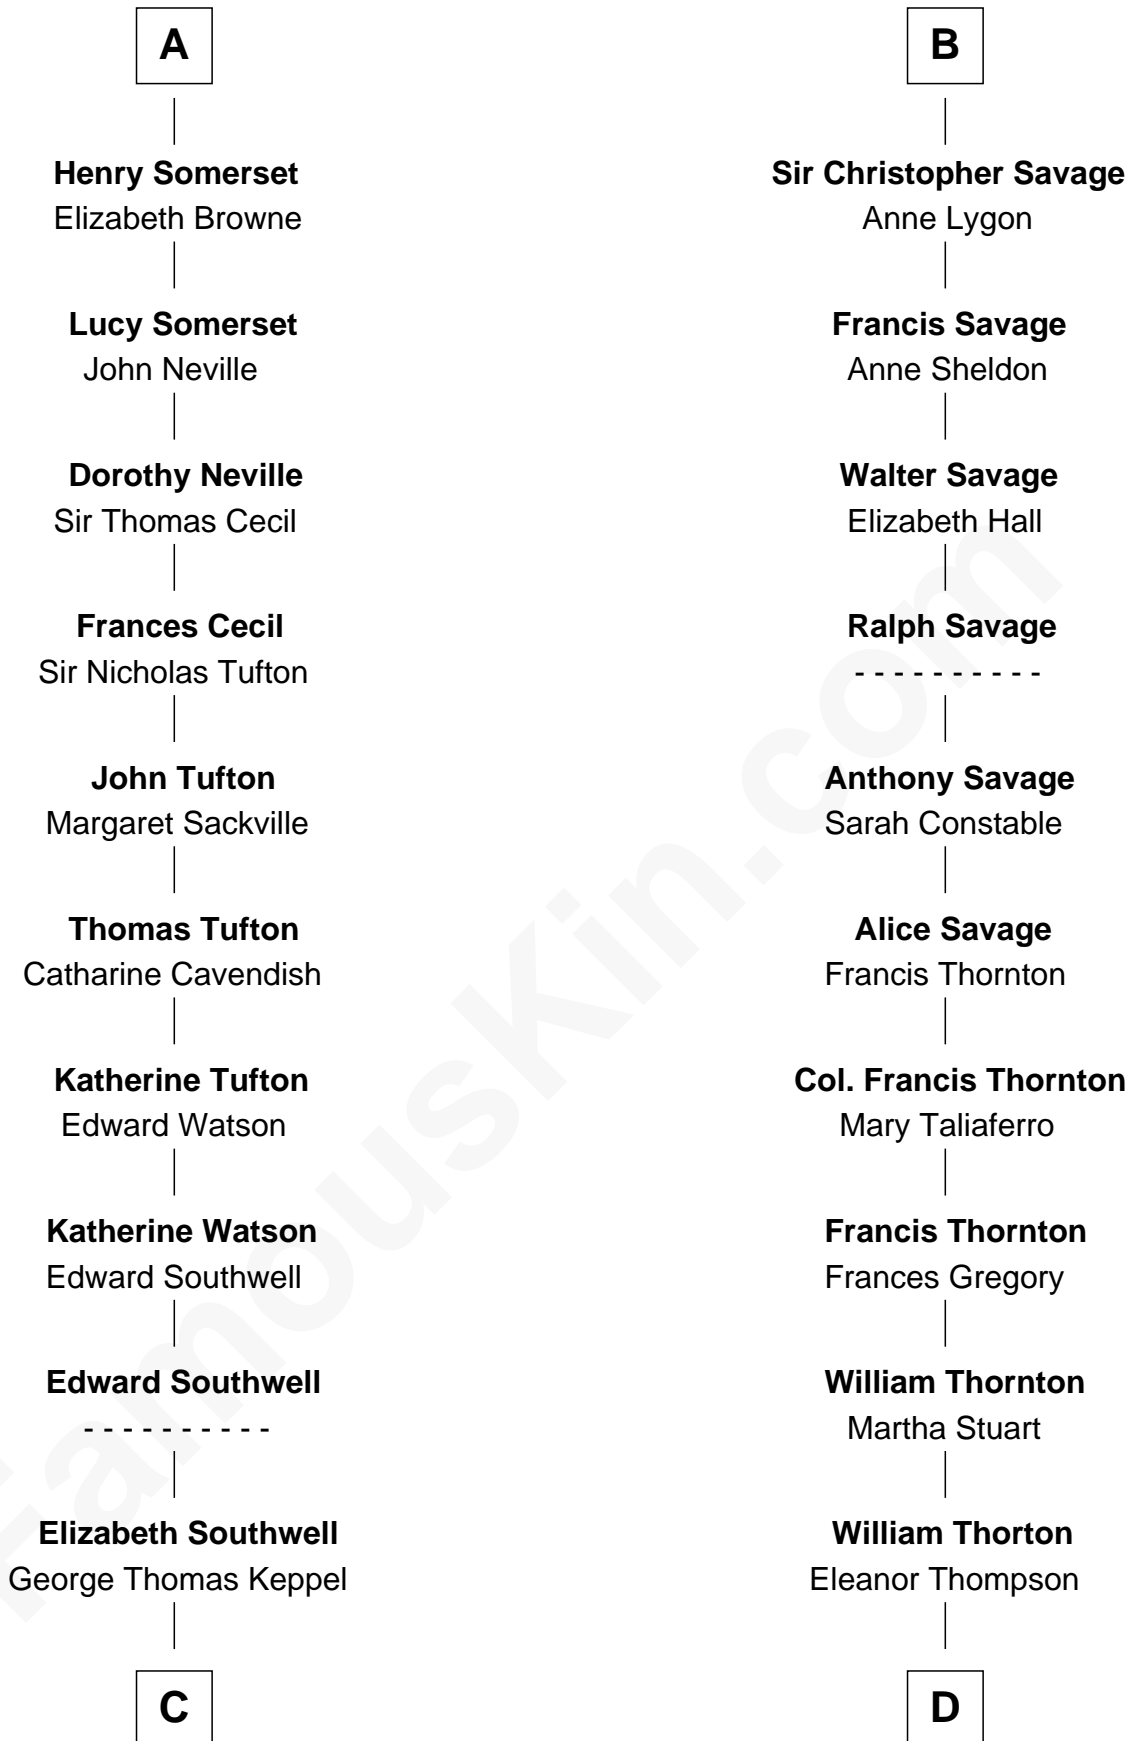 A
Henry Somerset
Elizabeth Browne
Lucy Somerset
John Neville
Dorothy Neville
Sir Thomas Cecil
Frances Cecil
Sir Nicholas Tufton
John Tufton
Margaret Sackville
Thomas Tufton
Catharine Cavendish
Katherine Tufton
Edward Watson
Katherine Watson
Edward Southwell
Edward Southwell
- - - - - - - - - -
Elizabeth Southwell
George Thomas Keppel
C
B
Sir Christopher Savage
Anne Lygon
Francis Savage
Anne Sheldon
Walter Savage
Elizabeth Hall
Ralph Savage
- - - - - - - - - -
Anthony Savage
Sarah Constable
Alice Savage
Francis Thornton
Col. Francis Thornton
Mary Taliaferro
Francis Thornton
Frances Gregory
William Thornton
Martha Stuart
William Thorton
Eleanor Thompson
D
FamousKin.com